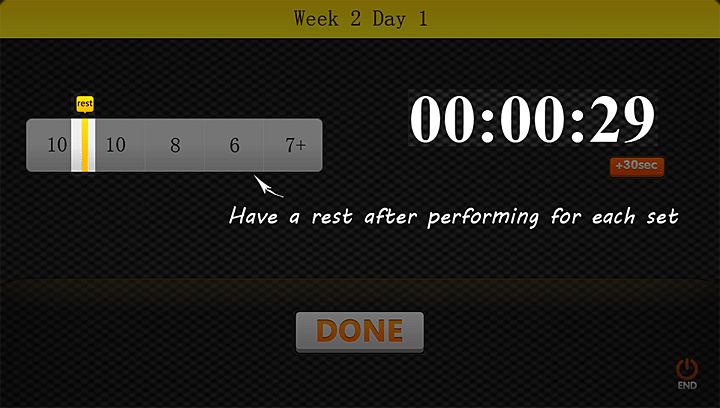 Week 2 Day 1
rest
10 10 8 6 7+
00:00:29
+30sec
Have a rest after performing for each set
DONE
END